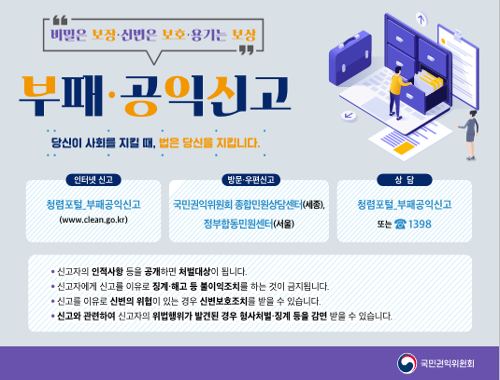 비밀은 보장·신변은 보호·용기는 보상
부패·공익신고
당신이 사회를 지킬 때, 법은 당신을 지킵니다.
인터넷 신고
청렴포털_부패공익신고
(www.clean.go.kr)
방문·우편신고
국민권익위원회 종합민원상담센터(세종),
정부합동민원센터(서울)
상 담
청렴포털_부패공익신고
또는 ☎ 1398
• 신고자의 인적사항 등을 공개하면 처벌대상이 됩니다.
• 신고자에게 신고를 이유로 징계·해고 등 불이익조치를 하는 것이 금지됩니다.
• 신고를 이유로 신변의 위협이 있는 경우 신변보호조치를 받을 수 있습니다.
• 신고와 관련하여 신고자의 위법행위가 발견된 경우 형사처벌·징계 등을 감면 받을 수 있습니다.
국민권익위원회